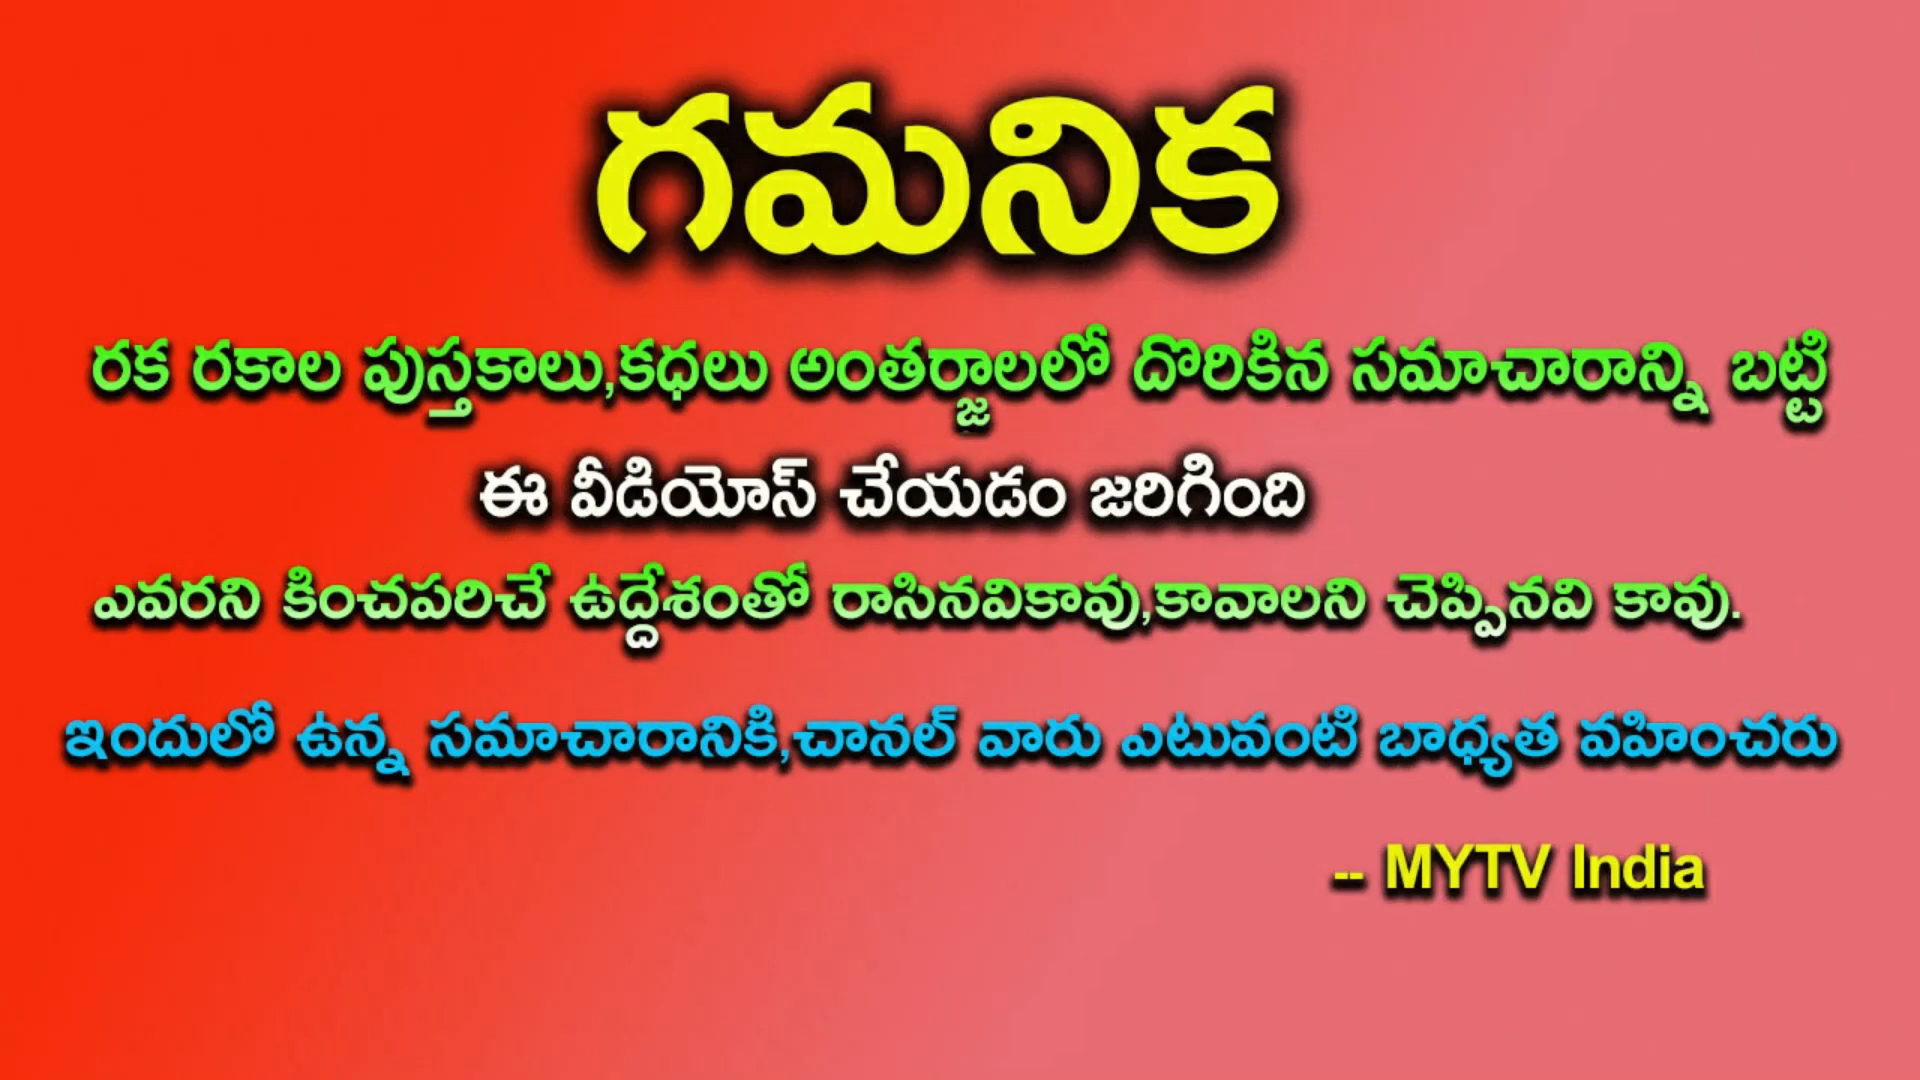 గమనిక
రక రకాల పుస్తకాలు,కధలు అంతర్జాలలో దొరికిన సమాచారాన్ని బట్టి
ఈ వీడియోస్ చేయడం జరిగింది
ఎవరని కించపరిచే ఉద్దేశంతో రాసినవికావు,కావాలని చెప్పినవి కావు.
ఇందులో ఉన్న సమాచారానికి,చానల్ వారు ఎటువంటి బాధ్యత వహించరు
-- MYTV India